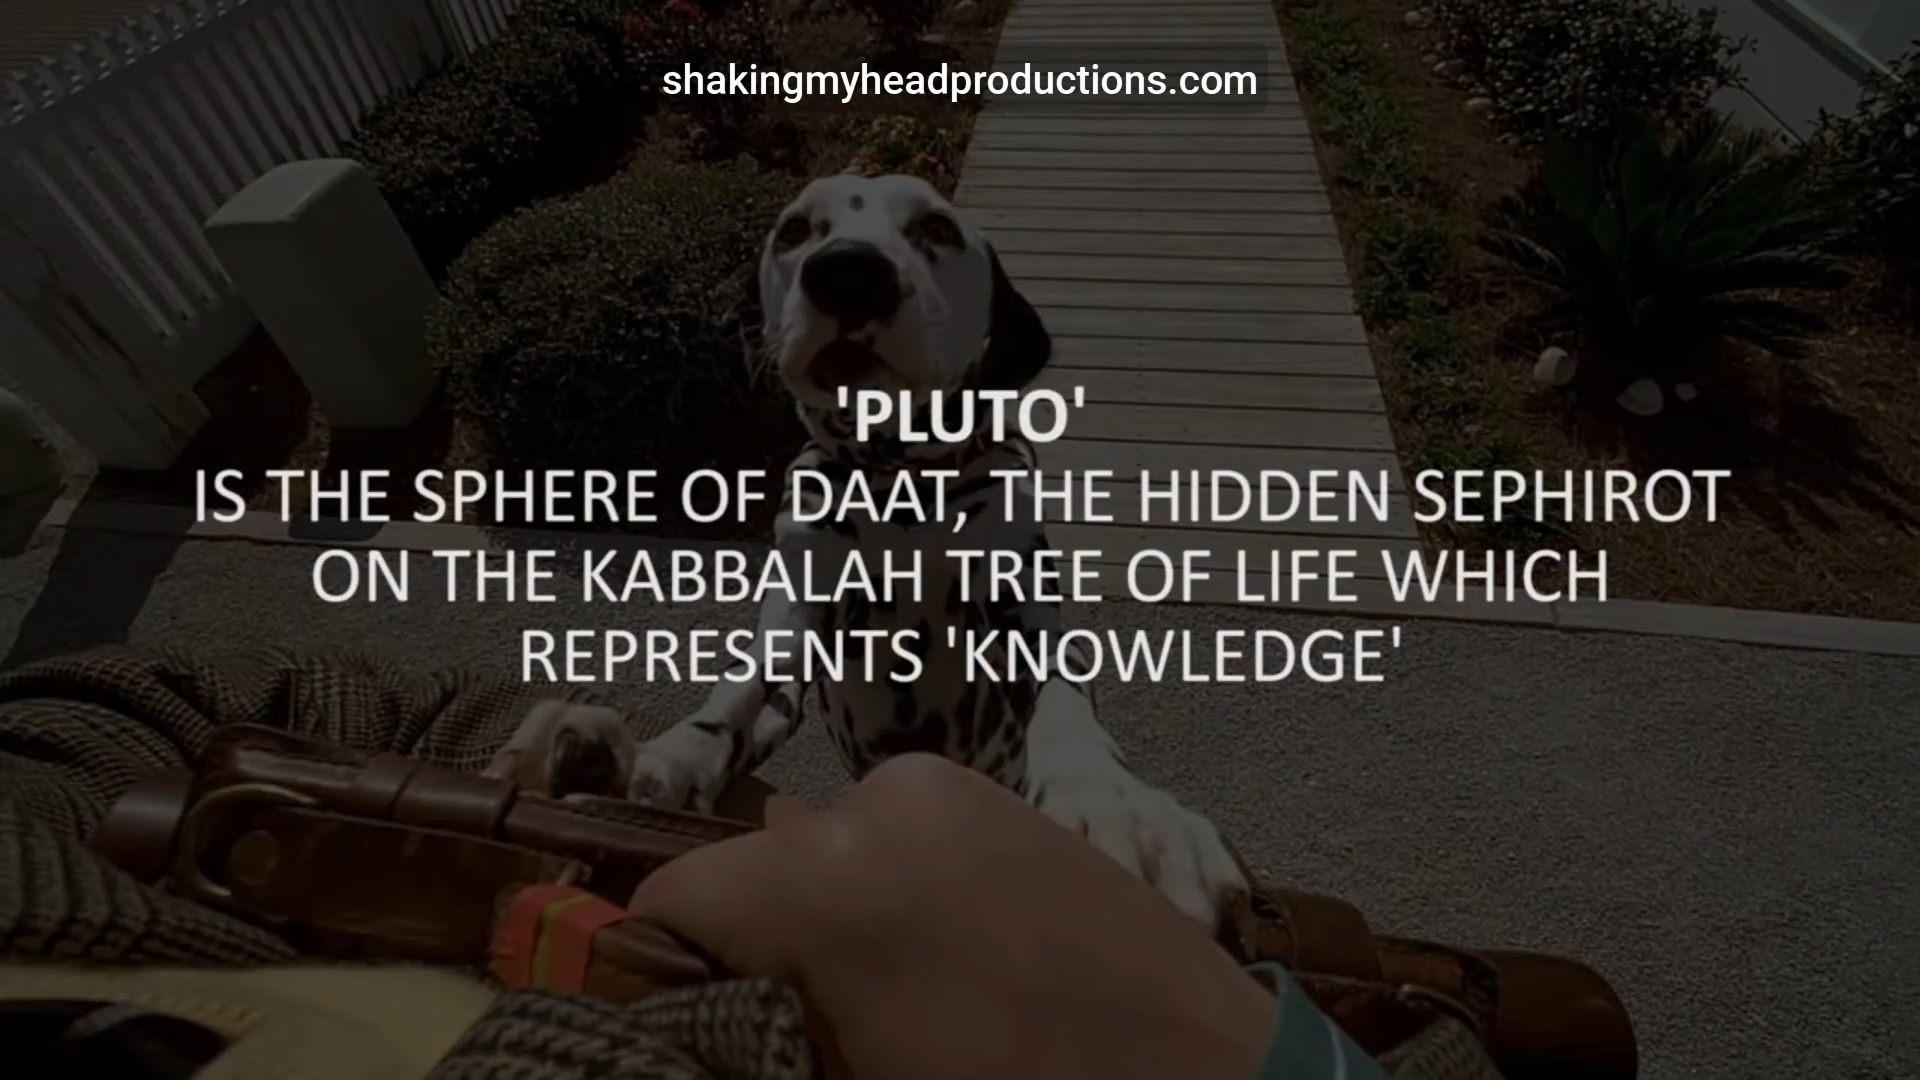 shakingmyheadproductions.com
'PLUTO'
IS THE SPHERE OF DAAT, THE HIDDEN SEPHIROT
ON THE KABBALAH TREE OF LIFE WHICH
REPRESENTS 'KNOWLEDGE'